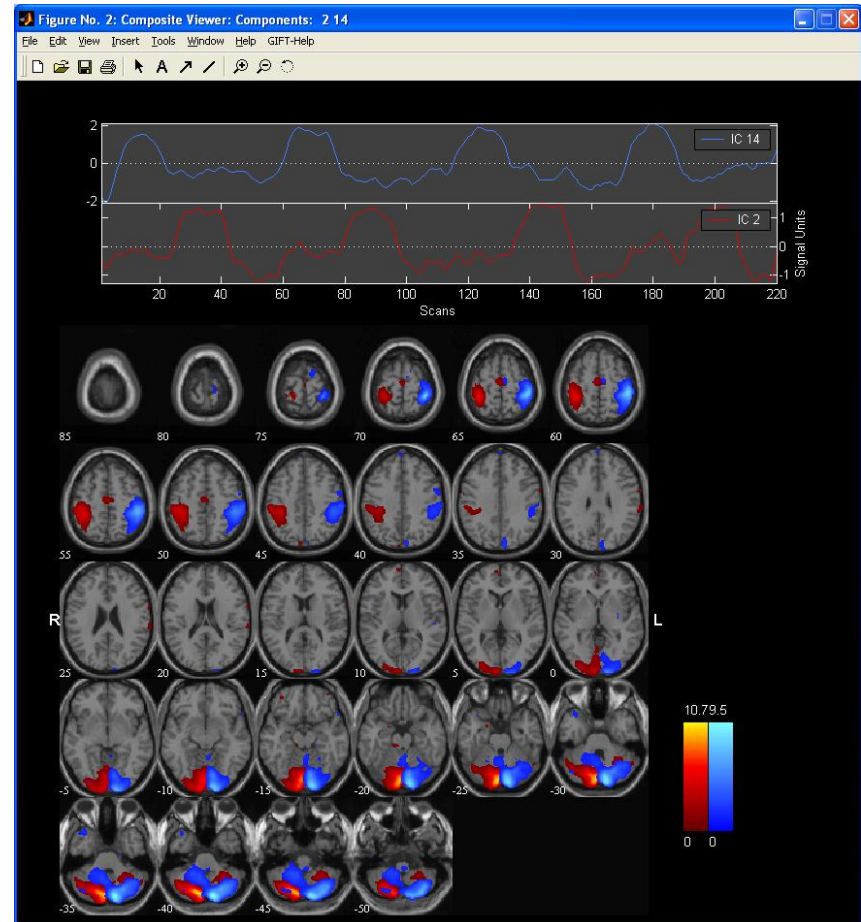 Figure No. 2: Composite Viewer: Components: 2 14
File Edit View Insert Tools Window Help GIFT-Help
A
2
0
-2
IC 14
IC 2
1
0
-1
Signal Units
20 40 60 80 100 120 140 160 180 200 220
Scans
85 80 75 70 65 60
55 50 45 40 35 30
R L
25 20 15 10 5 0
-5 -10 -15 -20 -25 -30
-35 -40 -45 -50
10.79.5
0 0